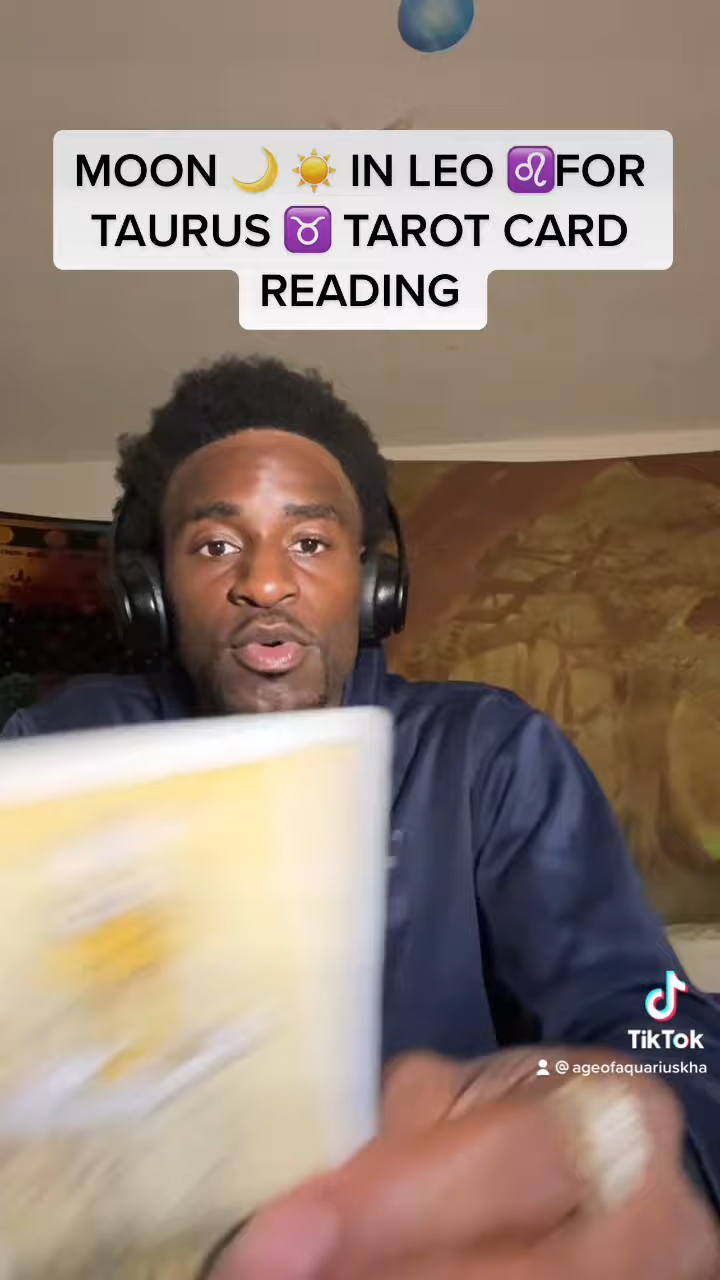 MOON 🌙 ☀️ IN LEO ♌FOR
TAURUS ♉ TAROT CARD
READING
TikTok
@ageofaquariuskha